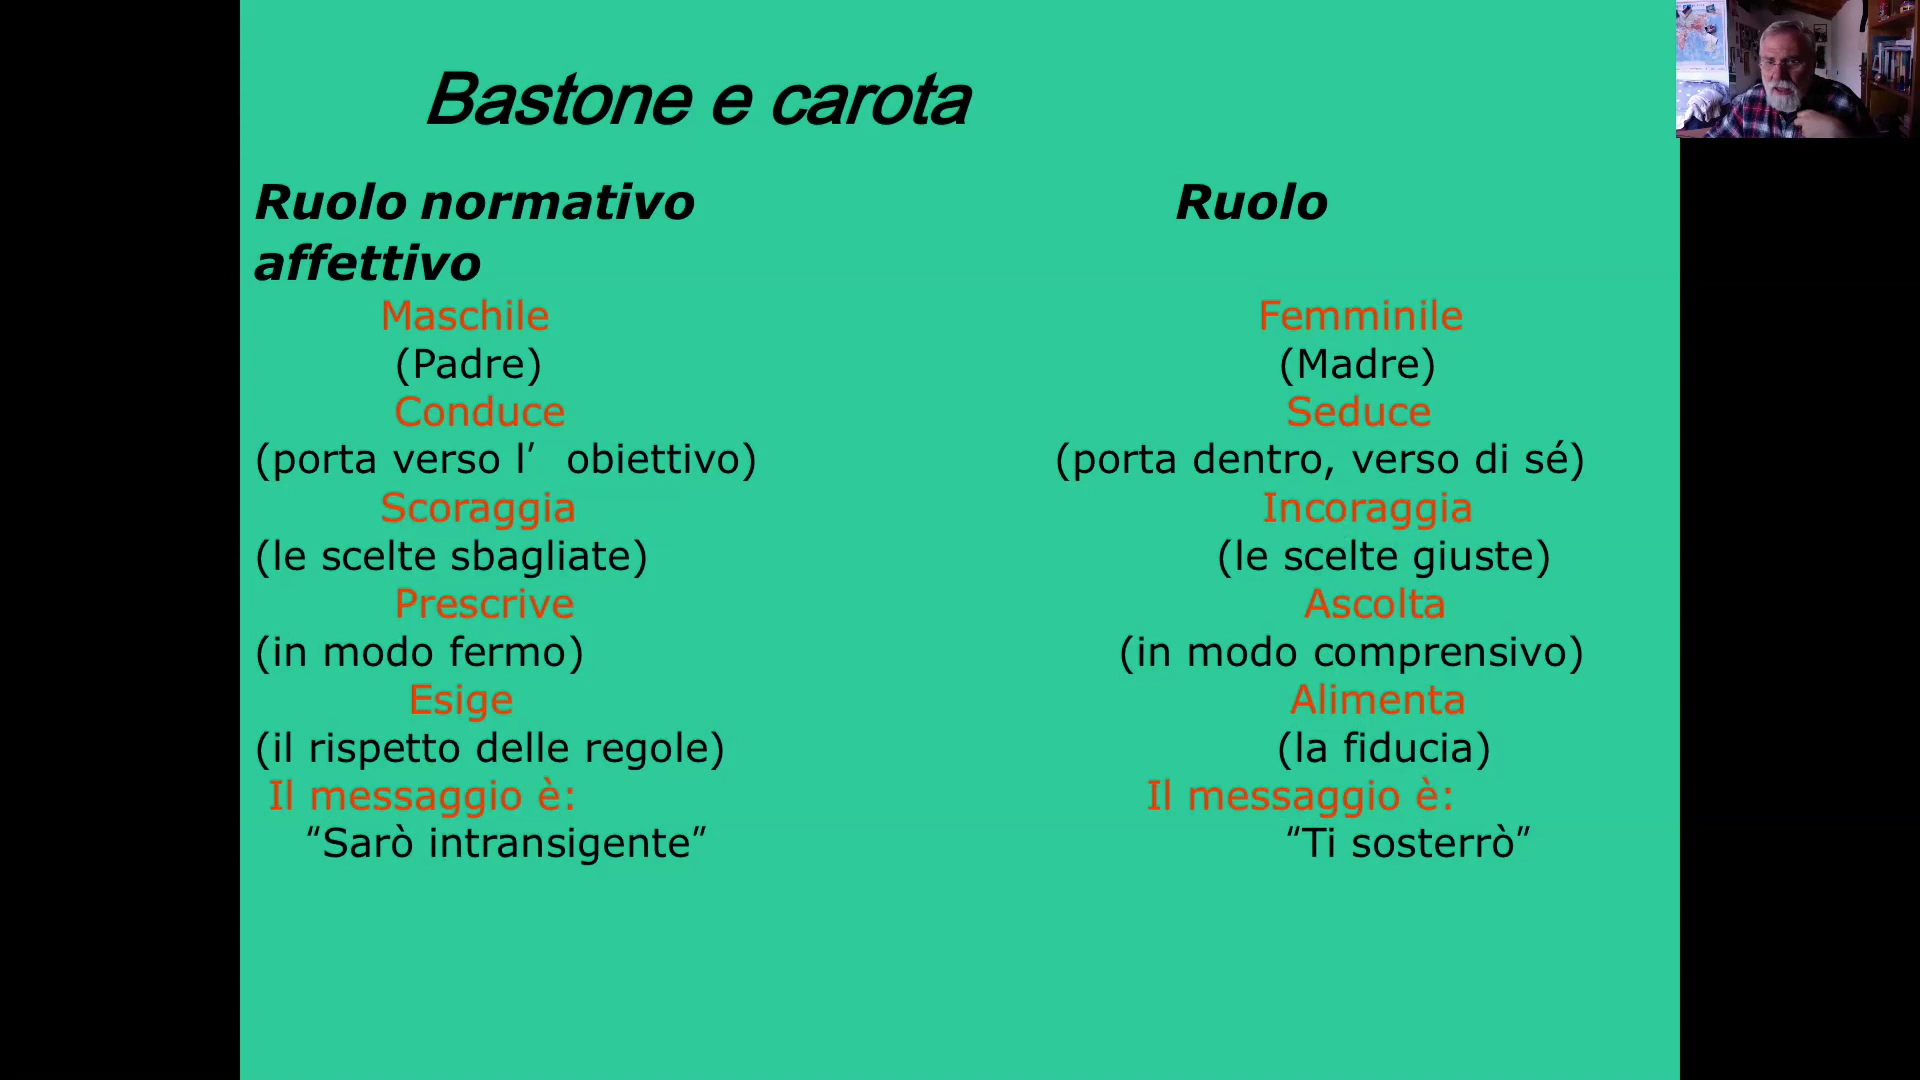 Bastone e carota
Ruolo normativo Ruolo
affettivo
Maschile Femminile
(Padre) (Madre)
Conduce Seduce
(porta verso l’ obiettivo) (porta dentro, verso di sé)
Scoraggia Incoraggia
(le scelte sbagliate) (le scelte giuste)
Prescrive Ascolta
(in modo fermo) (in modo comprensivo)
Esige Alimenta
(il rispetto delle regole) (la fiducia)
Il messaggio è: Il messaggio è:
“Sarò intransigente” “Ti sosterrò”